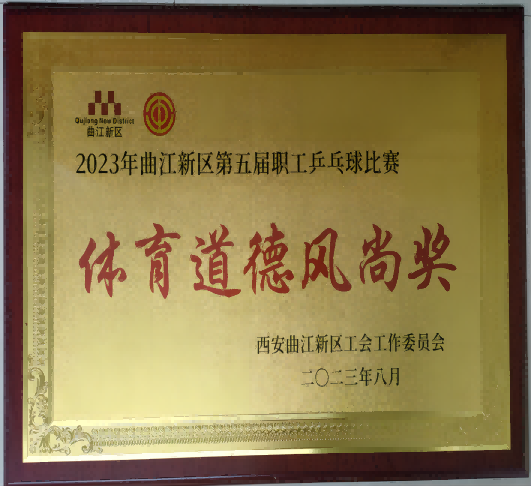 Qujiang New District
曲江新区
2023年曲江新区第五届职工乒乓球比赛
体育道德风尚奖
西安曲江新区工会工作委员会
二〇二三年八月